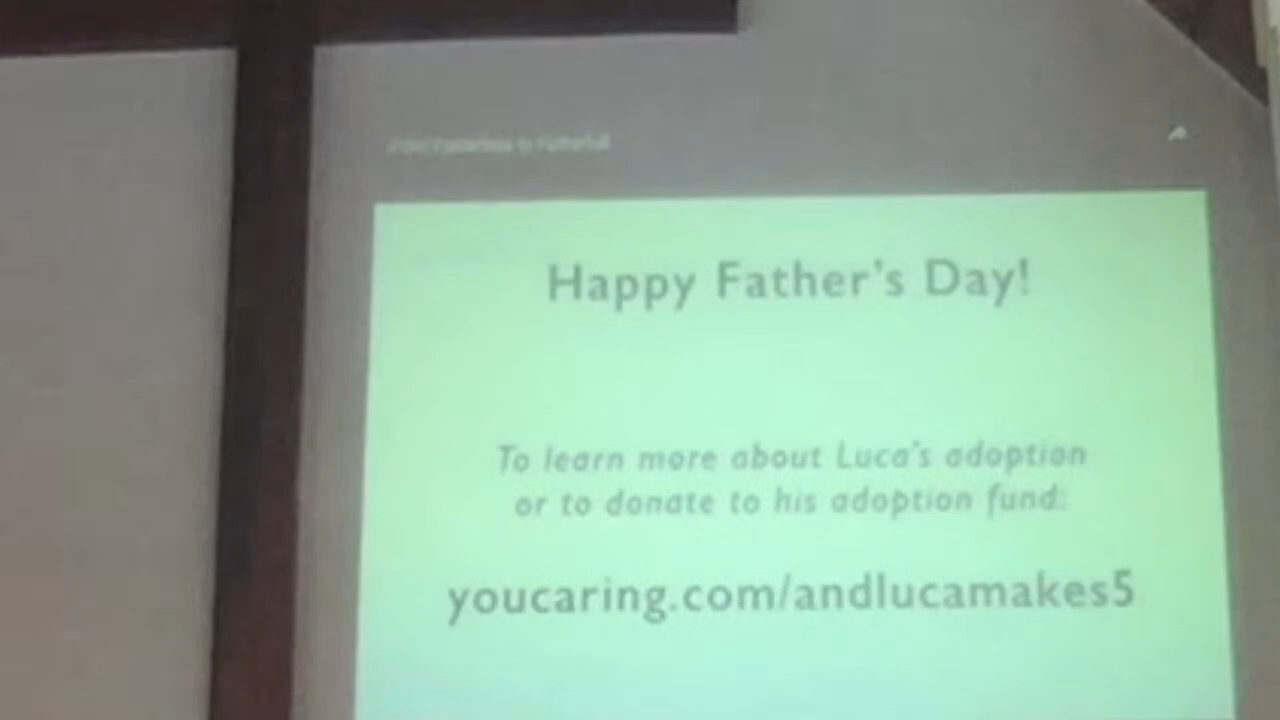 Happy Father's Day!
To learn more about Luca's adoption
or to donate to his adoption fund:
youcaring.com/andlucamakes5